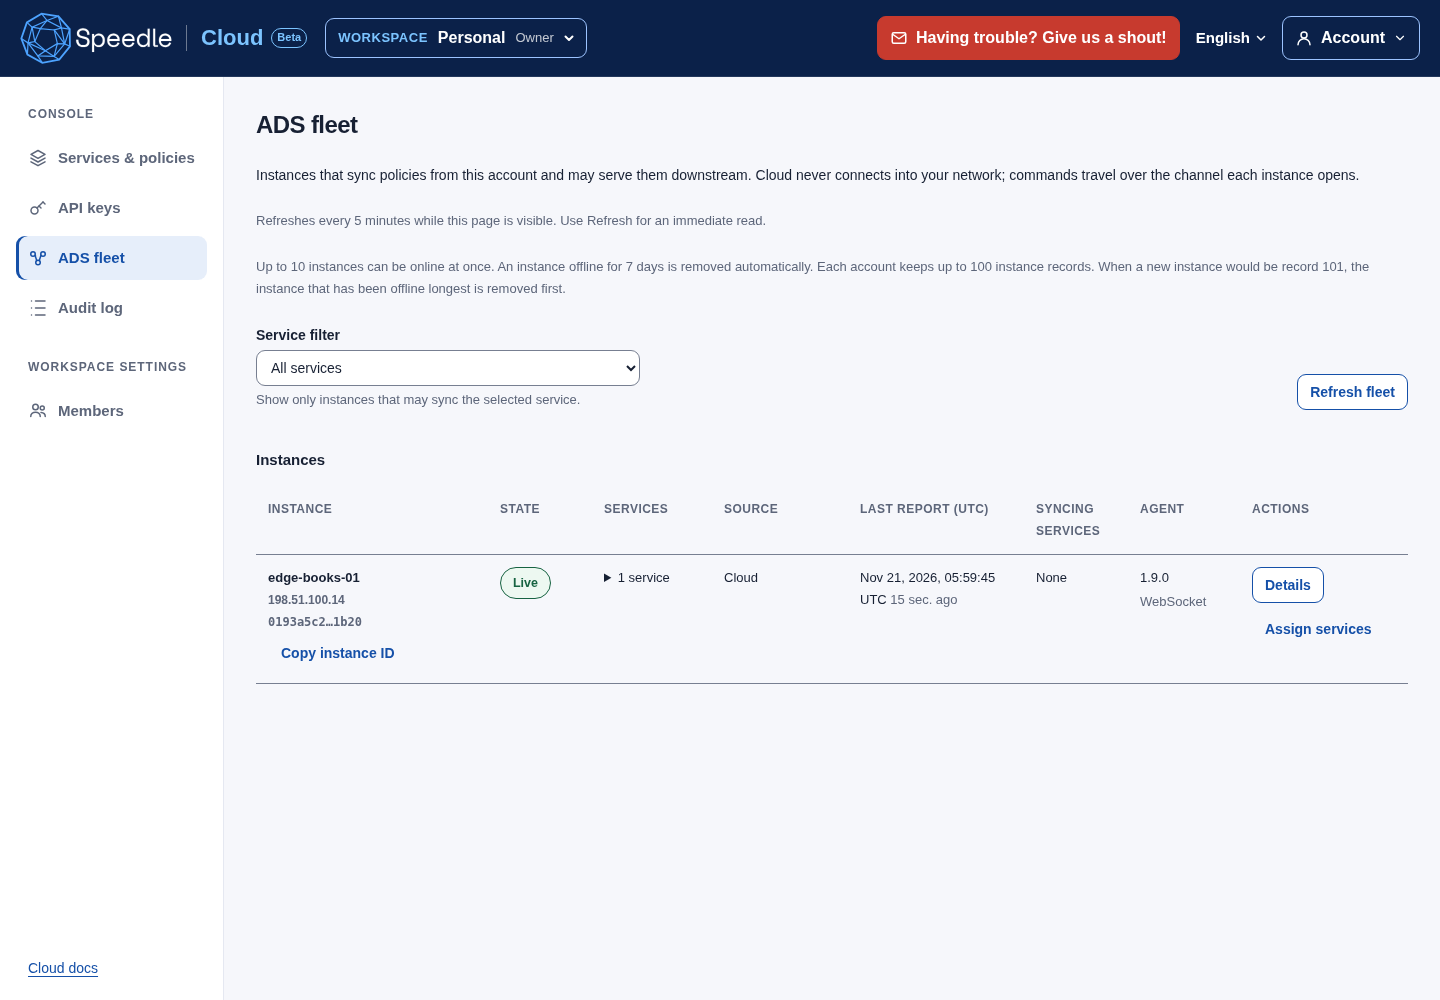 Speedle
Cloud Beta
WORKSPACE Personal Owner
Having trouble? Give us a shout!
English
Account
CONSOLE
Services & policies
API keys
ADS fleet
Audit log
WORKSPACE SETTINGS
Members
Cloud docs
ADS fleet
Instances that sync policies from this account and may serve them downstream. Cloud never connects into your network; commands travel over the channel each instance opens.
Refreshes every 5 minutes while this page is visible. Use Refresh for an immediate read.
Up to 10 instances can be online at once. An instance offline for 7 days is removed automatically. Each account keeps up to 100 instance records. When a new instance would be record 101, the
instance that has been offline longest is removed first.
Service filter
All services
Show only instances that may sync the selected service.
Refresh fleet
Instances
INSTANCE STATE SERVICES SOURCE LAST REPORT (UTC) SYNCING SERVICES AGENT ACTIONS
edge-books-01 Live 1 service Cloud Nov 21, 2026, 05:59:45 None 1.9.0 Details
198.51.100.14 UTC 15 sec. ago WebSocket
0193a5c2…1b20 Assign services
Copy instance ID